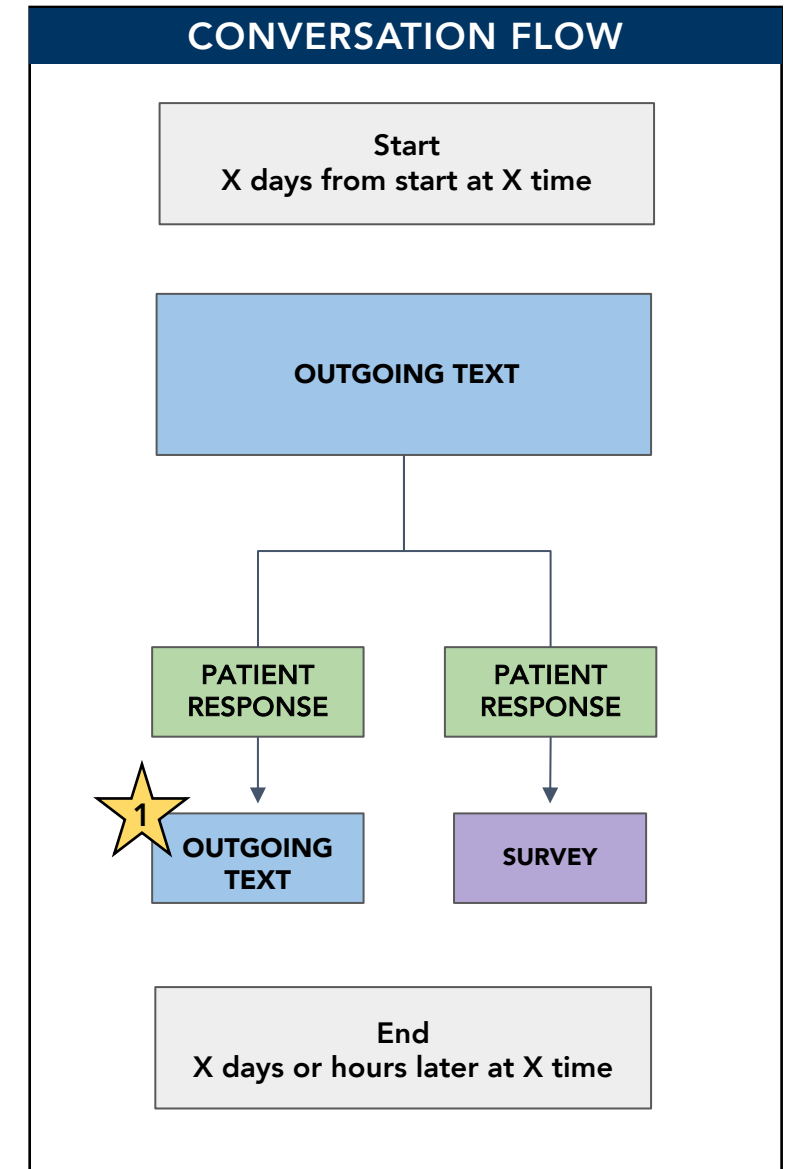 CONVERSATION FLOW
Start
X days from start at X time
OUTGOING TEXT
PATIENT
RESPONSE
PATIENT
RESPONSE
1
OUTGOING
TEXT
SURVEY
End
X days or hours later at X time